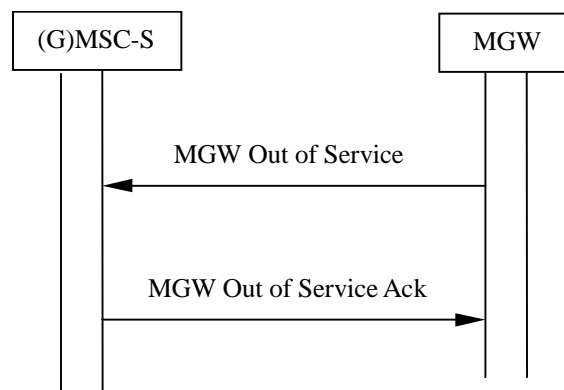 (G)MSC-S
MGW
MGW Out of Service
MGW Out of Service Ack